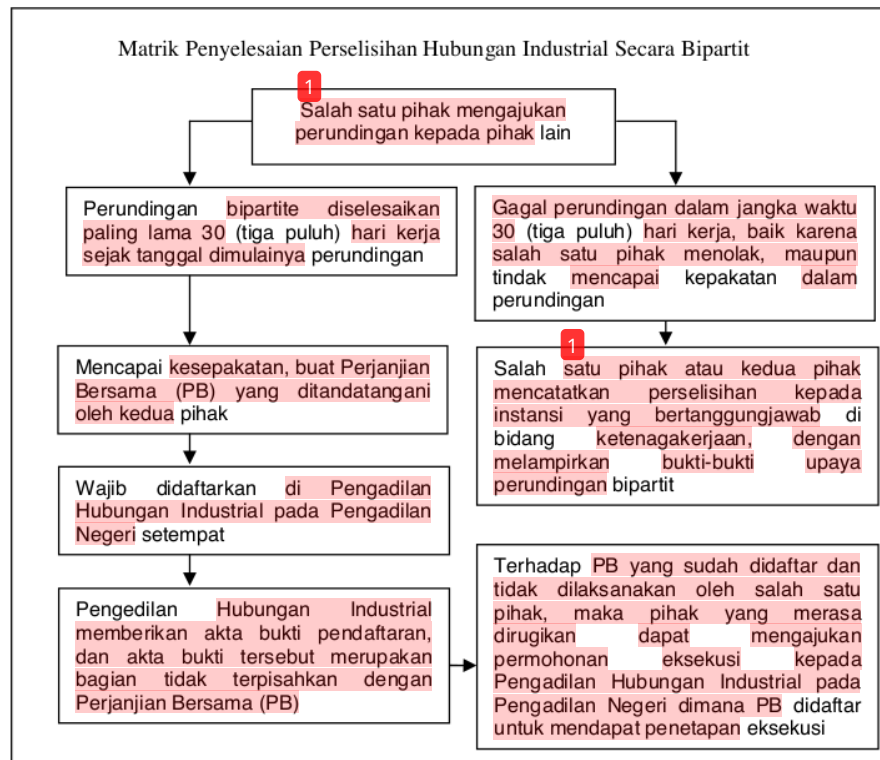 Matrik Penyelesaian Perselisihan Hubungan Industrial Secara Bipartit
1
Salah satu pihak mengajukan
perundingan kepada pihak lain
Perundingan bipartite diselesaikan
paling lama 30 (tiga puluh) hari kerja
sejak tanggal dimulainya perundingan
Gagal perundingan dalam jangka waktu
30 (tiga puluh) hari kerja, baik karena
salah satu pihak menolak, maupun
tindak mencapai kepakatan dalam
perundingan
Mencapai kesepakatan, buat Perjanjian
Bersama (PB) yang ditandatangani
oleh kedua pihak
1
Salah satu pihak atau kedua pihak
mencatatkan perselisihan kepada
instansi yang bertanggungjawab di
bidang ketenagakerjaan, dengan
melampirkan bukti-bukti upaya
perundingan bipartit
Wajib didaftarkan di Pengadilan
Hubungan Industrial pada Pengadilan
Negeri setempat
Pengedilan Hubungan Industrial
memberikan akta bukti pendaftaran,
dan akta bukti tersebut merupakan
bagian tidak terpisahkan dengan
Perjanjian Bersama (PB)
Terhadap PB yang sudah didaftar dan
tidak dilaksanakan oleh salah satu
pihak, maka pihak yang merasa
dirugikan dapat mengajukan
permohonan eksekusi kepada
Pengadilan Hubungan Industrial pada
Pengadilan Negeri dimana PB didaftar
untuk mendapat penetapan eksekusi